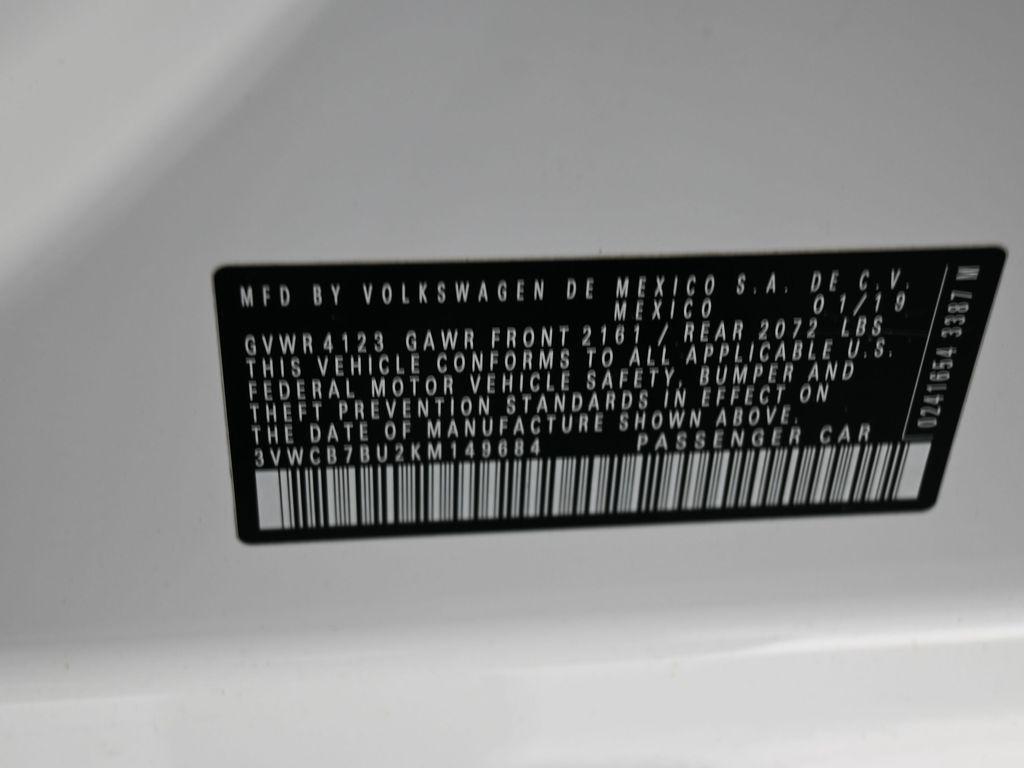 MFD BY VOLKSWAGEN DE MEXICO S.A. DE C.V.
MEXICO 01/19
GVWR 4123 GAWR FRONT 2161 / REAR 2072 LBS
THIS VEHICLE CONFORMS TO ALL APPLICABLE U.S.
FEDERAL MOTOR VEHICLE SAFETY, BUMPER AND
THEFT PREVENTION STANDARDS IN EFFECT ON
THE DATE OF MANUFACTURE SHOWN ABOVE.
3VWCB7BU2KM149684 PASSENGER CAR
0241654 3387 M